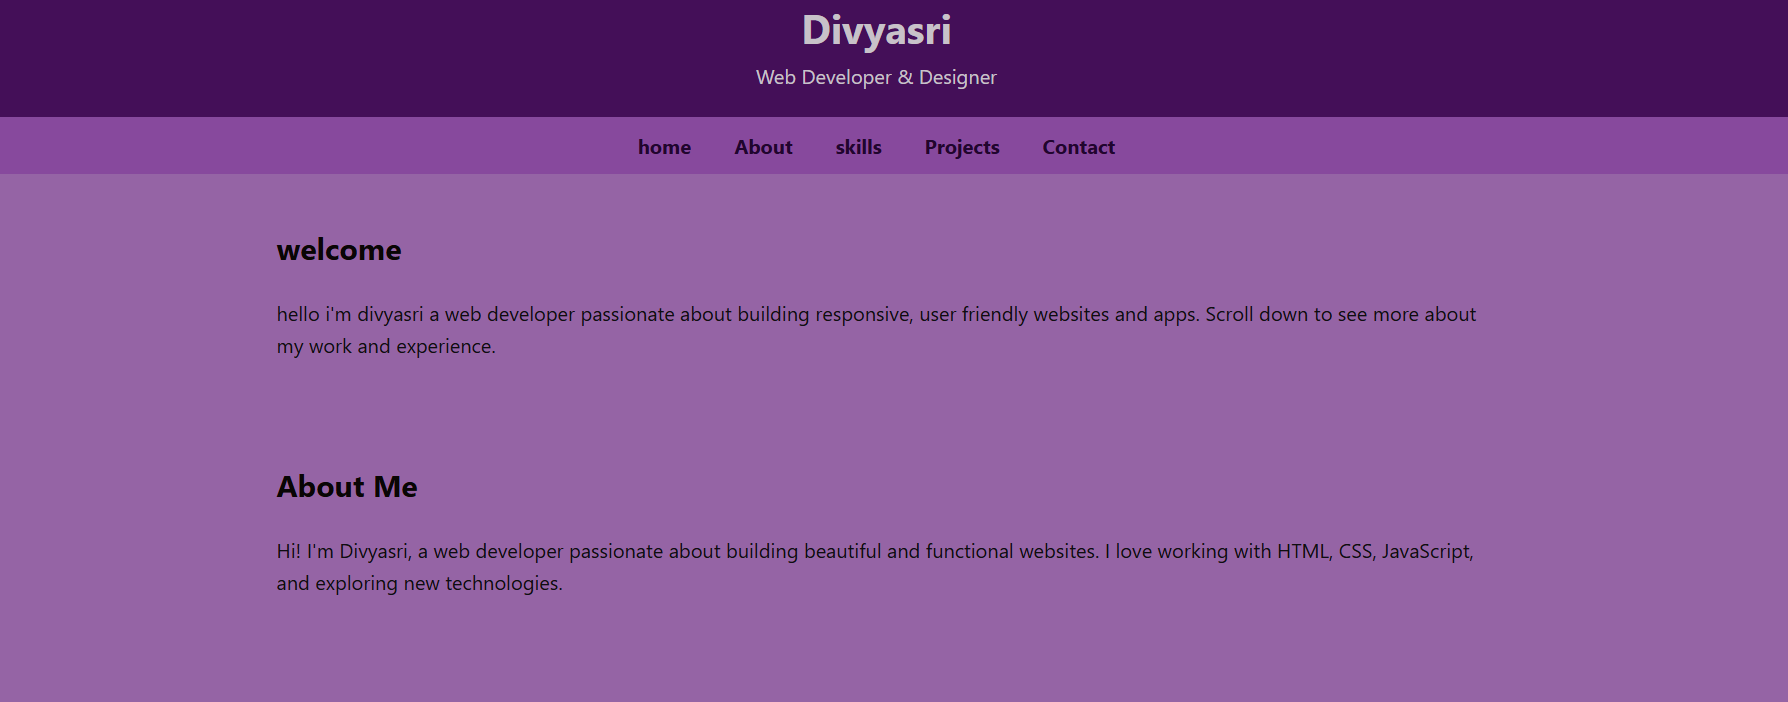 Divyasri
Web Developer & Designer
home About skills Projects Contact
welcome
hello i'm divyasri a web developer passionate about building responsive, user friendly websites and apps. Scroll down to see more about
my work and experience.
About Me
Hi! I'm Divyasri, a web developer passionate about building beautiful and functional websites. I love working with HTML, CSS, JavaScript,
and exploring new technologies.